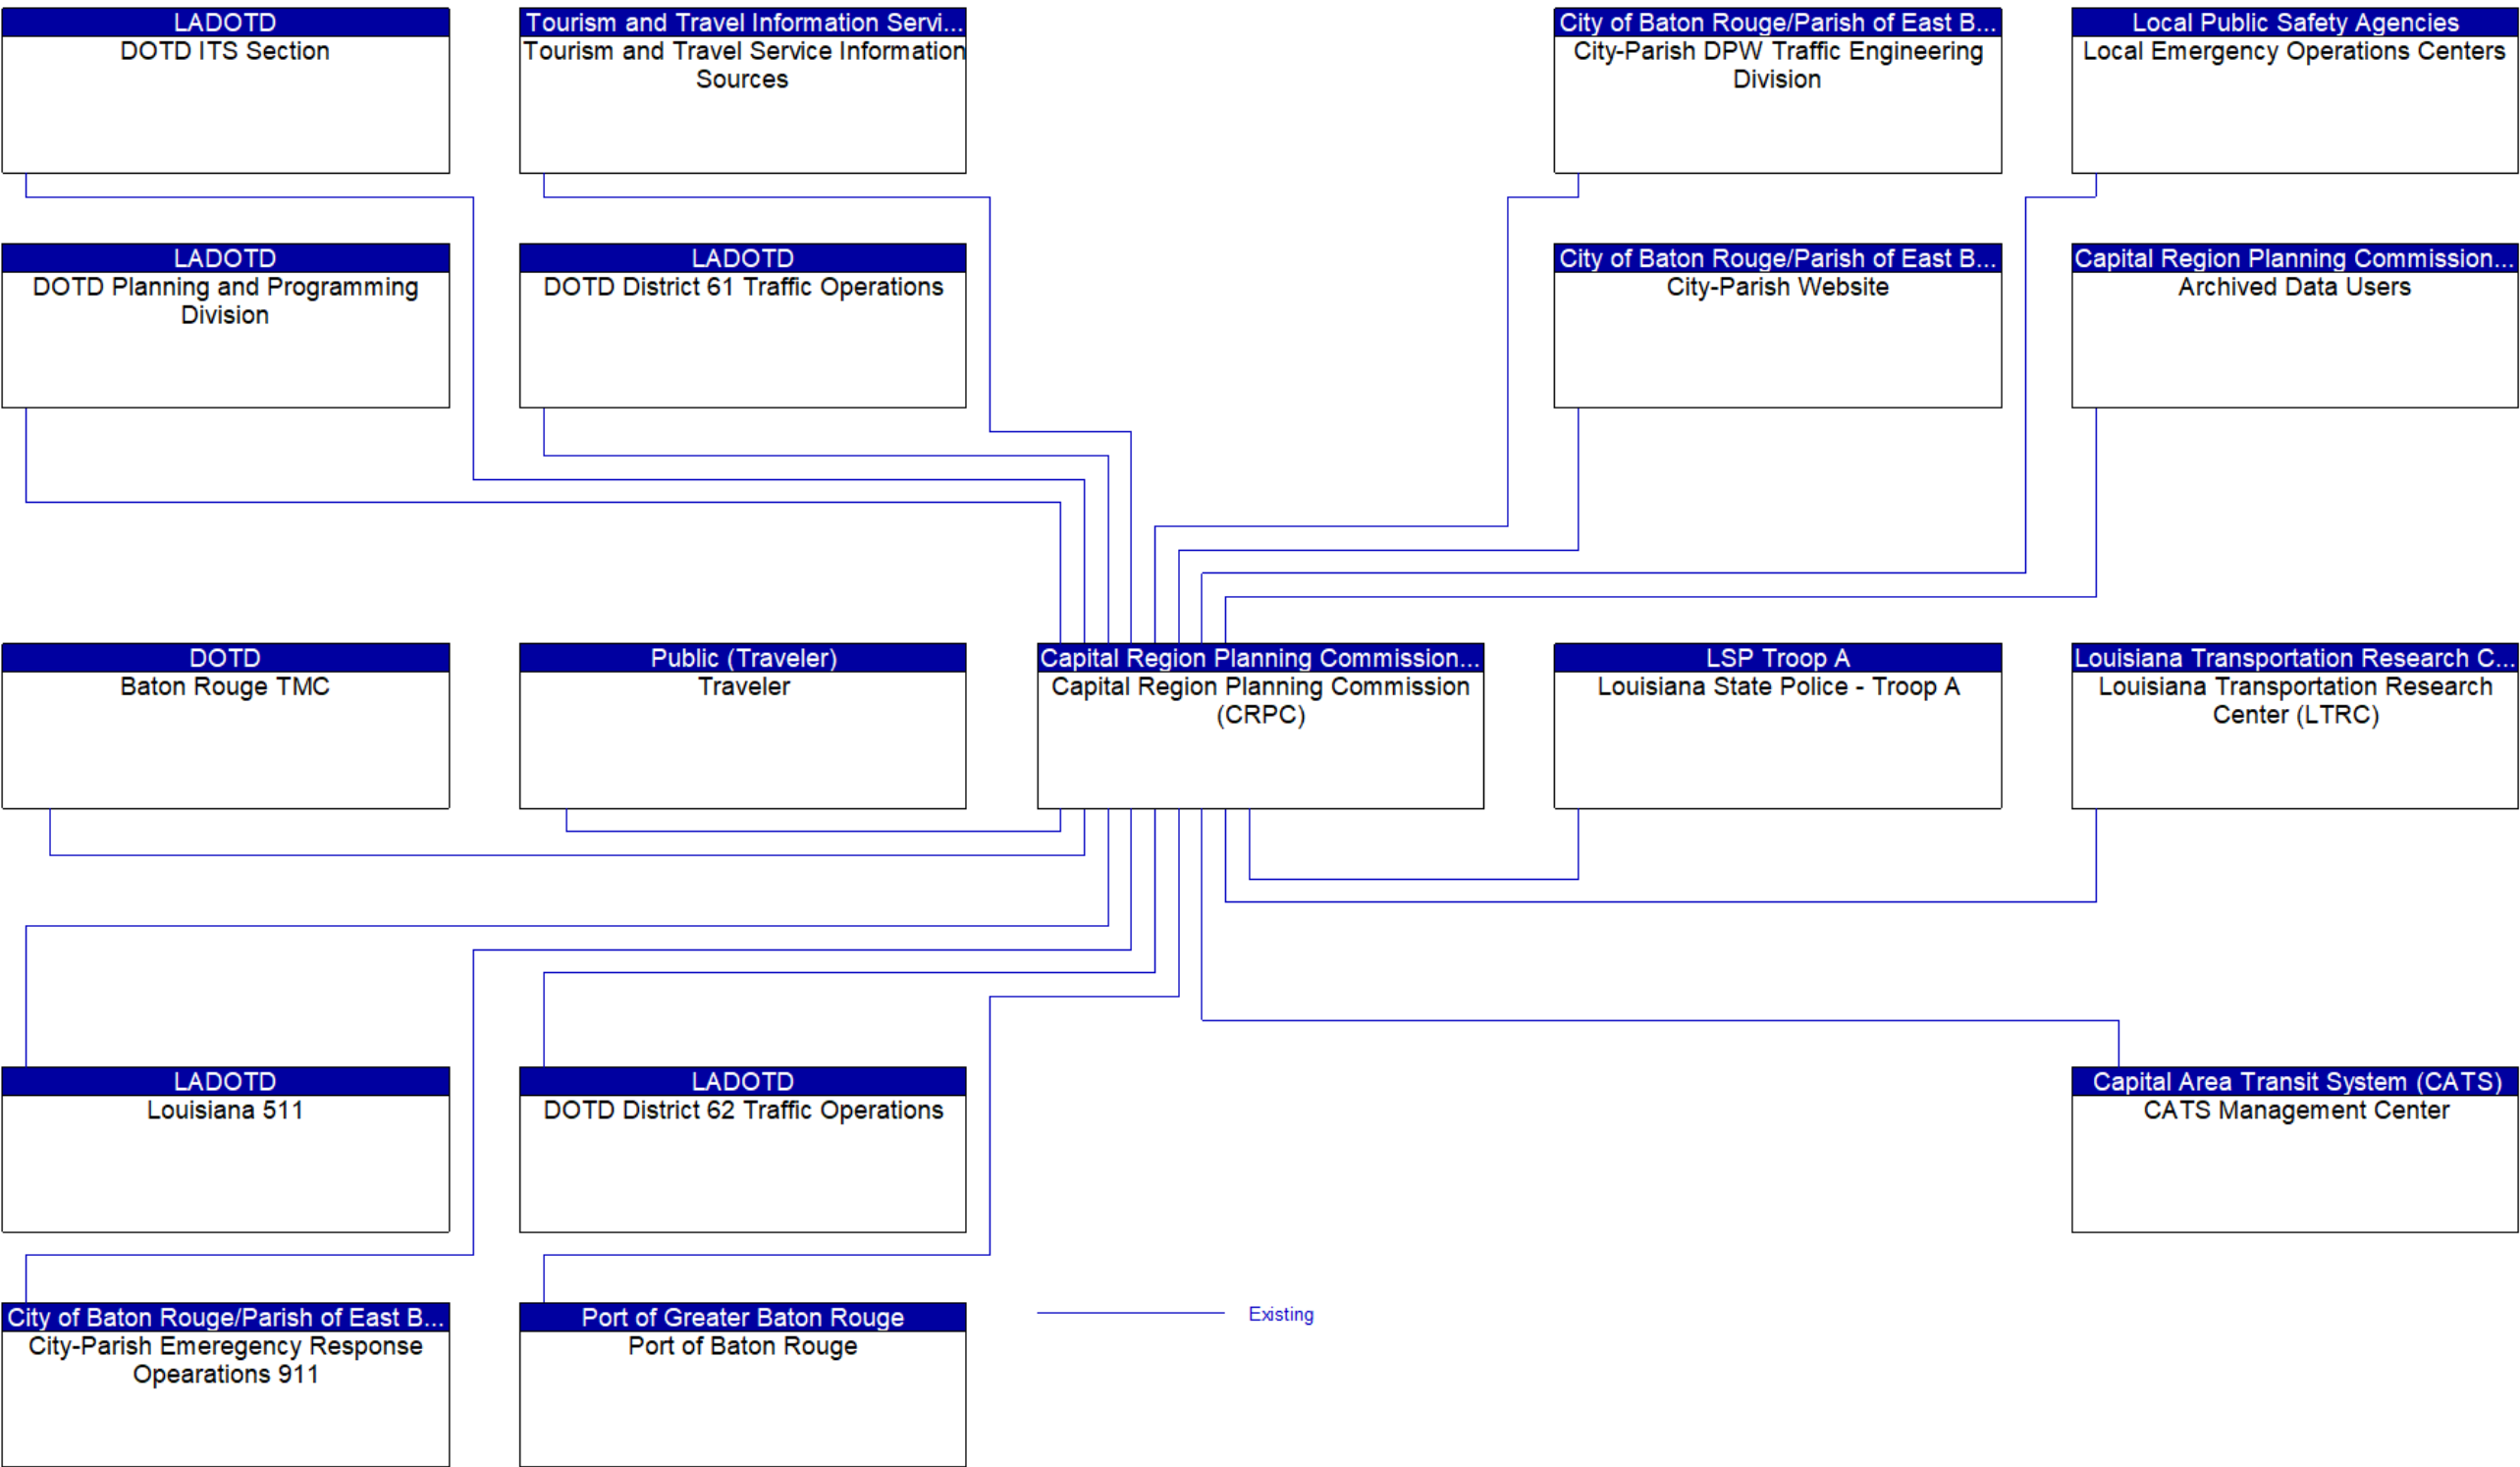 LADOTD
DOTD ITS Section
Tourism and Travel Information Servi...
Tourism and Travel Service Information
Sources
City of Baton Rouge/Parish of East B...
City-Parish DPW Traffic Engineering
Division
Local Public Safety Agencies
Local Emergency Operations Centers
LADOTD
DOTD Planning and Programming
Division
LADOTD
DOTD District 61 Traffic Operations
City of Baton Rouge/Parish of East B...
City-Parish Website
Capital Region Planning Commission...
Archived Data Users
DOTD
Baton Rouge TMC
Public (Traveler)
Traveler
Capital Region Planning Commission...
Capital Region Planning Commission
(CRPC)
LSP Troop A
Louisiana State Police - Troop A
Louisiana Transportation Research C...
Louisiana Transportation Research
Center (LTRC)
LADOTD
Louisiana 511
LADOTD
DOTD District 62 Traffic Operations
Capital Area Transit System (CATS)
CATS Management Center
City of Baton Rouge/Parish of East B...
City-Parish Emeregency Response
Opearations 911
Port of Greater Baton Rouge
Port of Baton Rouge
Existing